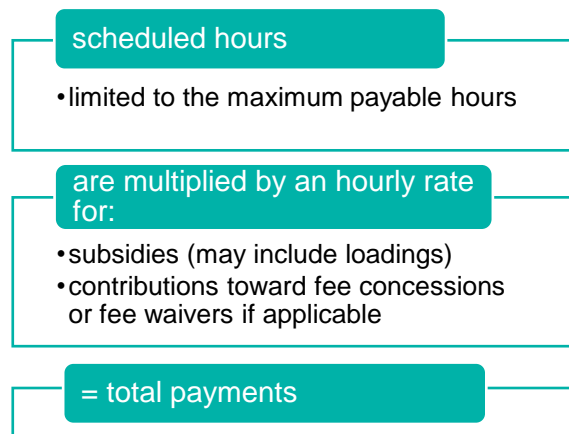 scheduled hours
•limited to the maximum payable hours
are multiplied by an hourly rate
for:
•subsidies (may include loadings)
•contributions toward fee concessions
or fee waivers if applicable
= total payments